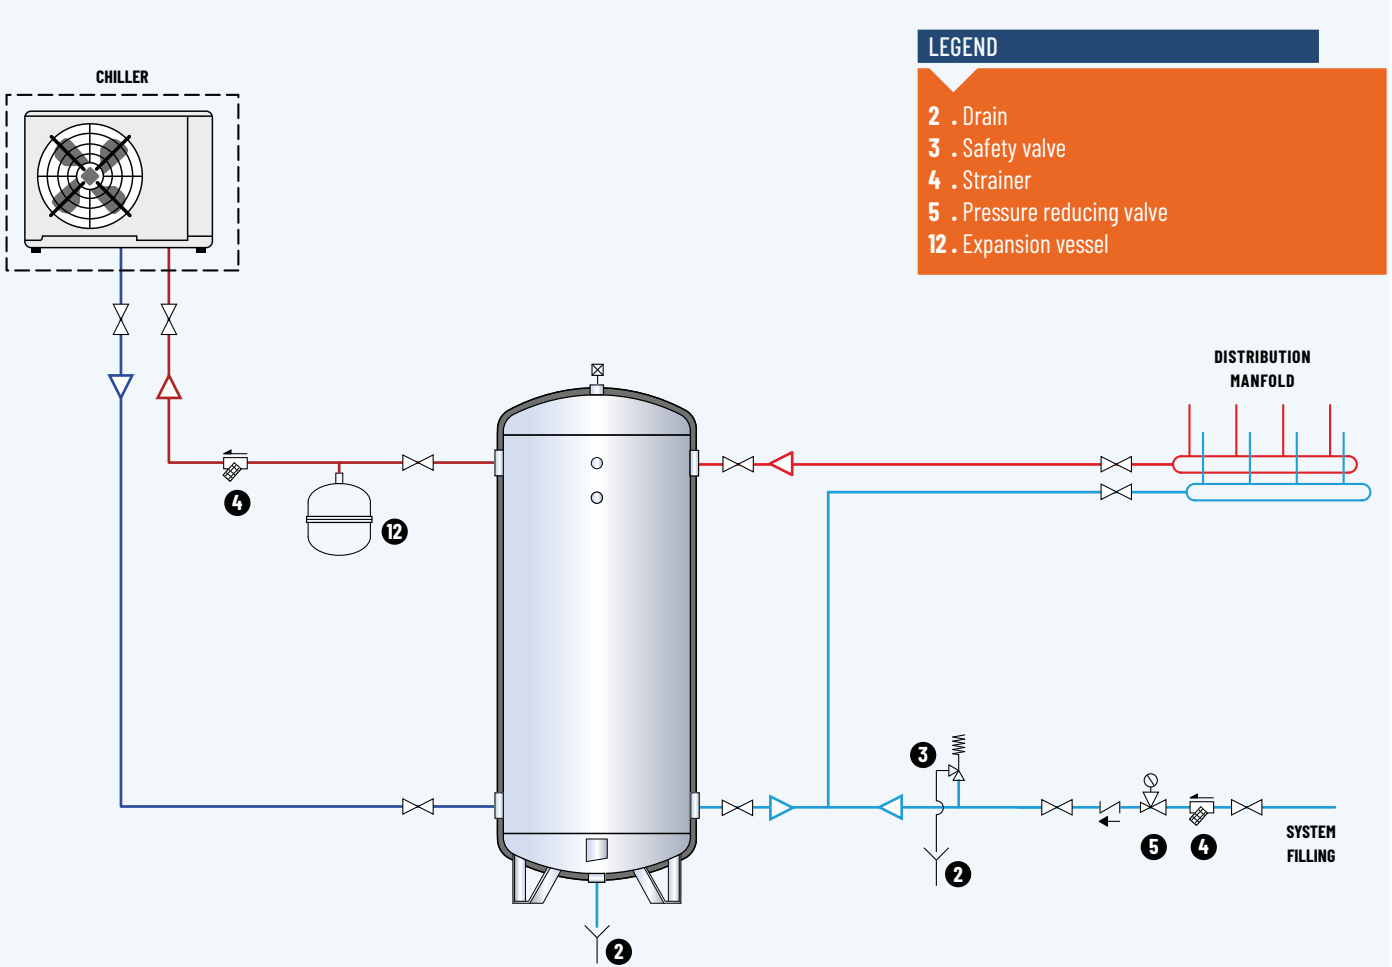 LEGEND
2 . Drain
3 . Safety valve
4 . Strainer
5 . Pressure reducing valve
12 . Expansion vessel
CHILLER
DISTRIBUTION
MANFOLD
4
12
3
5
4
2
SYSTEM
FILLING
2